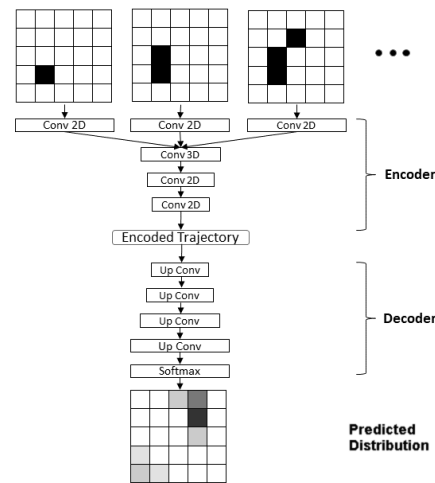 Conv 2D
Conv 2D
Conv 2D
Conv 3D
Conv 2D
Conv 2D
Encoder
Encoded Trajectory
Up Conv
Up Conv
Up Conv
Up Conv
Softmax
Decoder
Predicted
Distribution